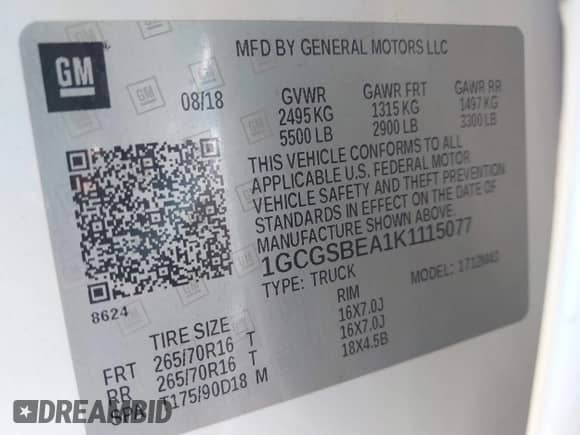 GM
MFD BY GENERAL MOTORS LLC
08/18
GVWR GAWR FRT GAWR RR
2495 KG 1315 KG 1497 KG
5500 LB 2900 LB 3300 LB
THIS VEHICLE CONFORMS TO ALL
APPLICABLE U.S. FEDERAL MOTOR
VEHICLE SAFETY AND THEFT PREVENTION
STANDARDS IN EFFECT ON THE DATE OF
MANUFACTURE SHOWN ABOVE.
1GCGSBEA1K1115077
TYPE: TRUCK MODEL:
8624
TIRE SIZE RIM
FRT 265/70R16 T 16X7.0J
RR 265/70R16 T 16X7.0J
SPA T175/90D18 M 18X4.5B
DREAMBID